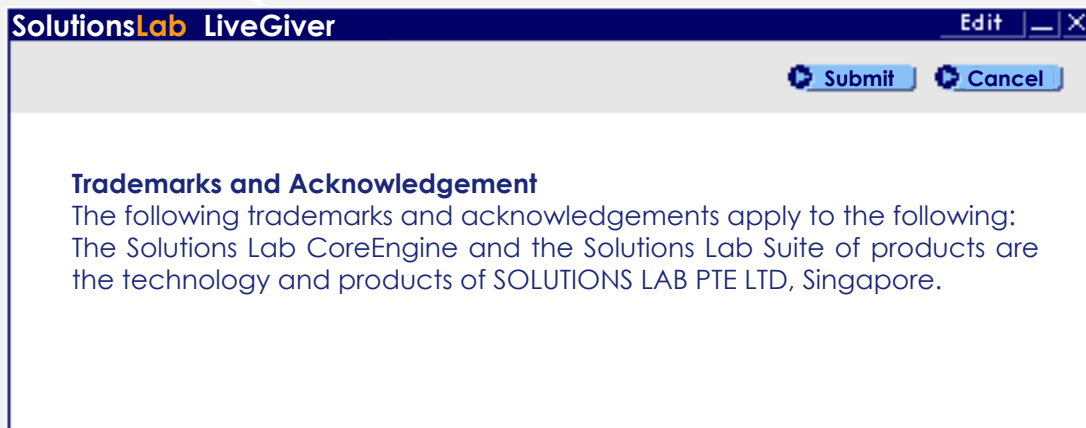 SolutionsLab LiveGiver Edit
Submit Cancel
Trademarks and Acknowledgement
The following trademarks and acknowledgements apply to the following:
The Solutions Lab CoreEngine and the Solutions Lab Suite of products are
the technology and products of SOLUTIONS LAB PTE LTD, Singapore.